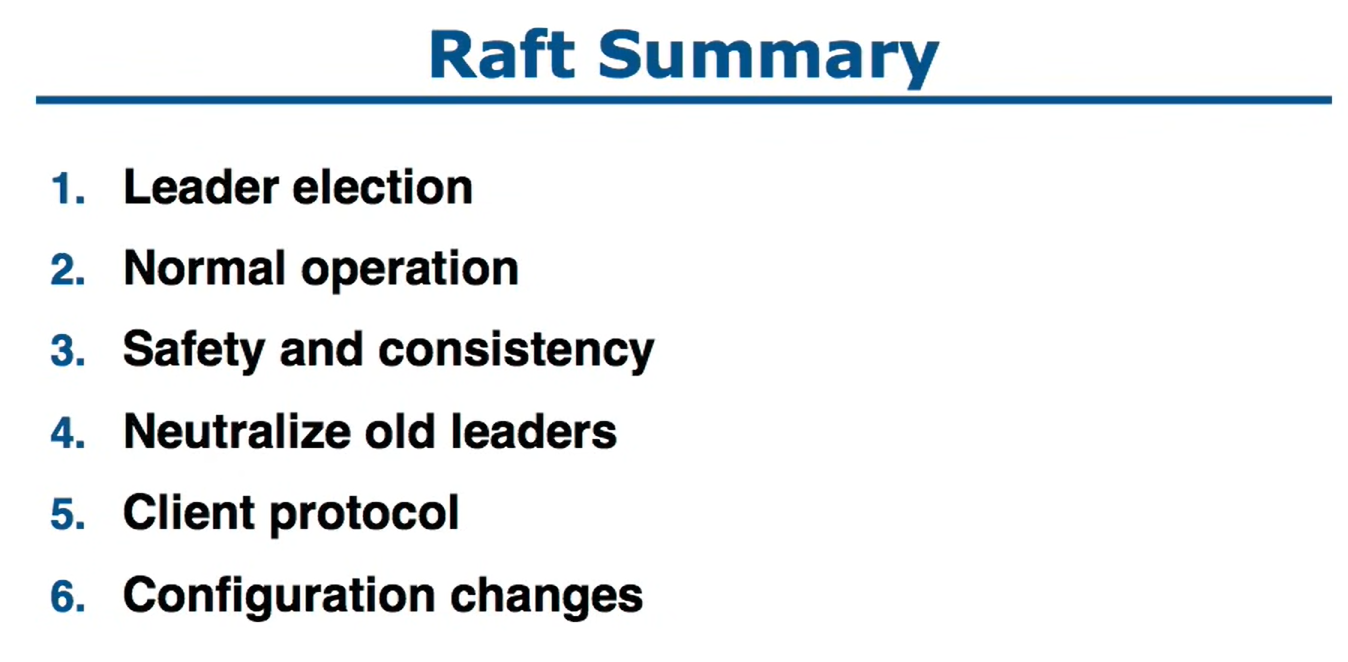 Raft Summary
1. Leader election
2. Normal operation
3. Safety and consistency
4. Neutralize old leaders
5. Client protocol
6. Configuration changes